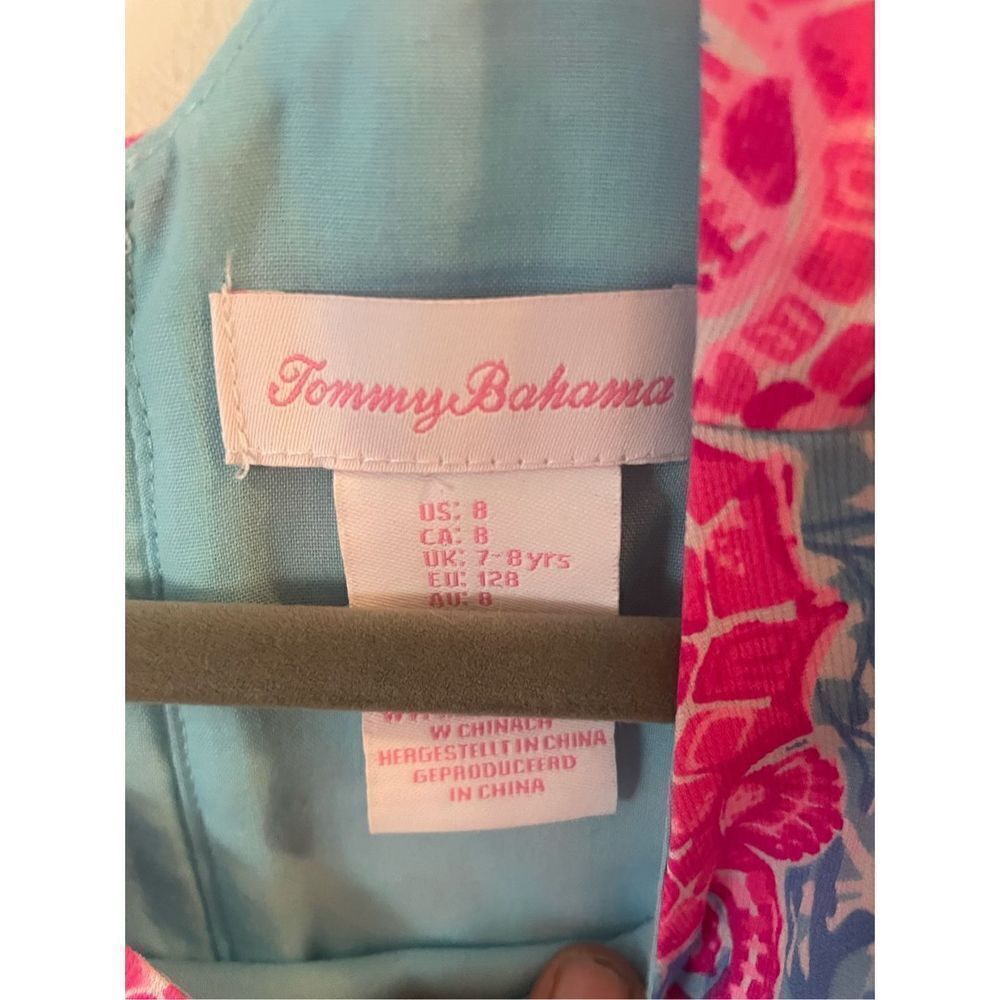 Tommy Bahama
US: 8
CA: 8
UK: 7-8yrs
EU: 128
AU: 8
W CHINACH
HERGESTELLT IN CHINA
GEPRODUCEERD
IN CHINA